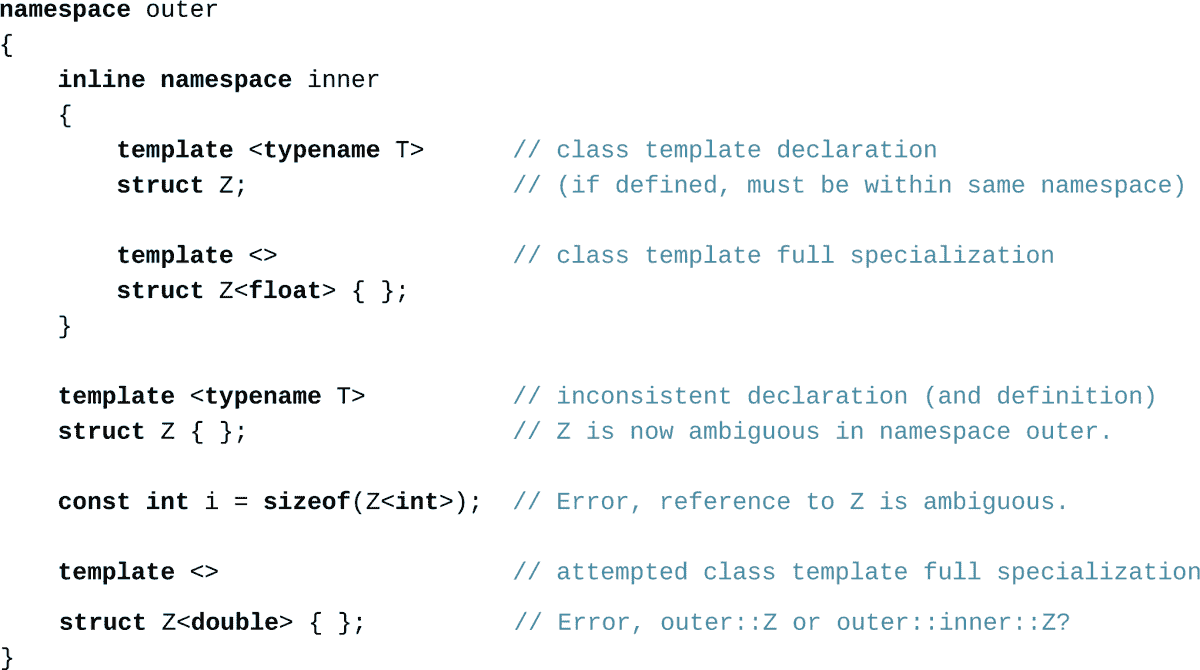 namespace outer
{
    inline namespace inner
    {
        template <typename T>      // class template declaration
        struct Z;                  // (if defined, must be within same namespace)

        template <>                // class template full specialization
        struct Z<float> { };
    }

    template <typename T>          // inconsistent declaration (and definition)
    struct Z { };                  // Z is now ambiguous in namespace outer.

    const int i = sizeof(Z<int>);  // Error, reference to Z is ambiguous.

    template <>                    // attempted class template full specialization
    struct Z<double> { };          // Error, outer::Z or outer::inner::Z?
}